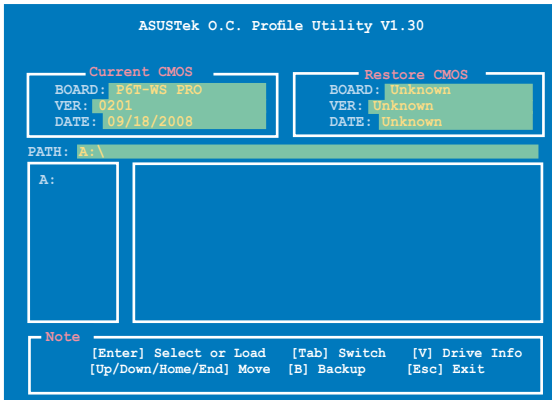 ASUSTek O.C. Profile Utility V1.30
Current CMOS
BOARD: P6T-WS PRO
VER: 0201
DATE: 09/18/2008
Restore CMOS
BOARD: Unknown
VER: Unknown
DATE: Unknown
PATH: A:\
A:
Note
[Enter] Select or Load [Tab] Switch [V] Drive Info
[Up/Down/Home/End] Move [B] Backup [Esc] Exit